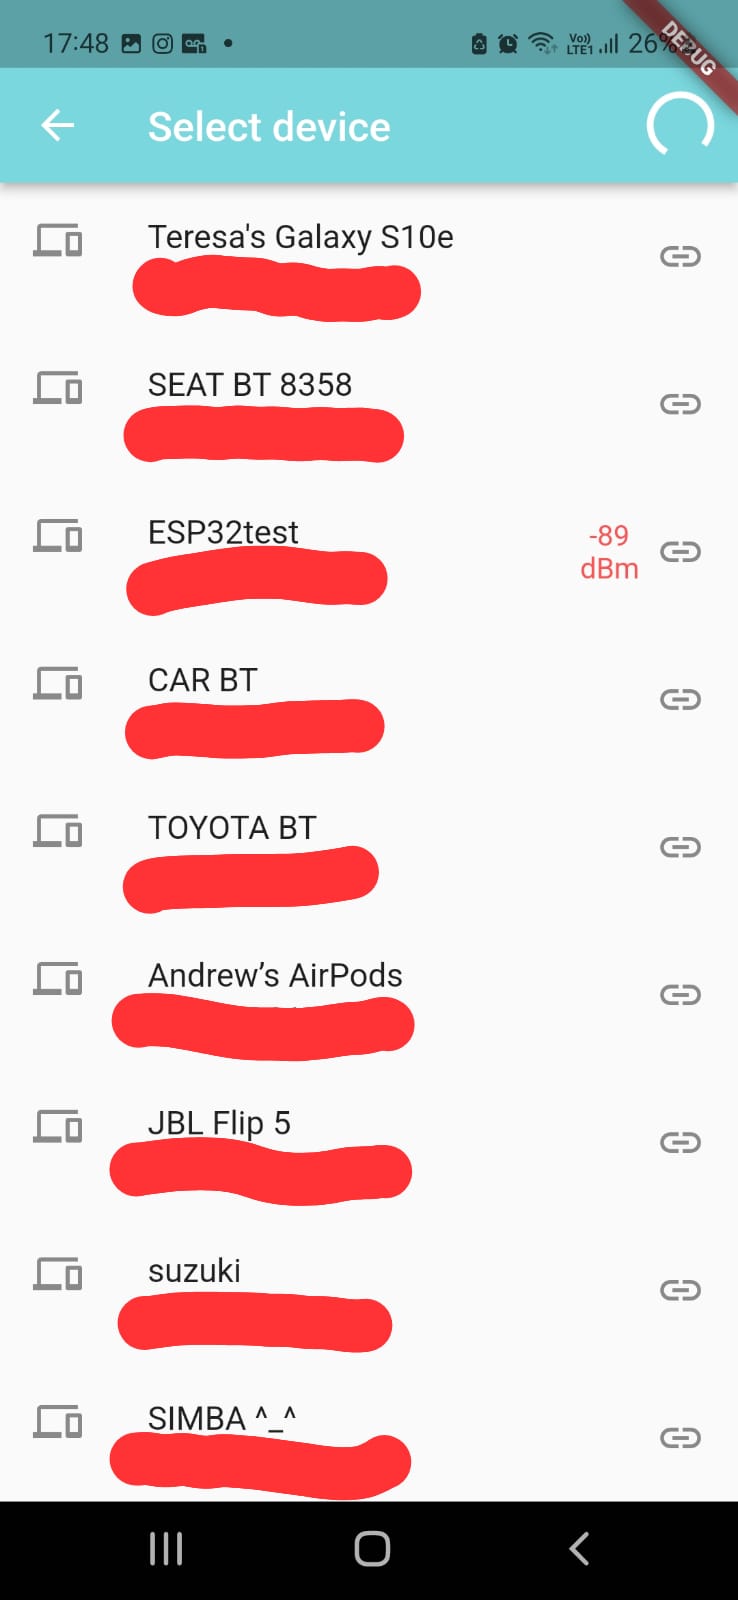 17:48
Vo)) LTE1 26%
DEBUG
Select device
Teresa's Galaxy S10e
SEAT BT 8358
ESP32test
-89
dBm
CAR BT
TOYOTA BT
Andrew’s AirPods
JBL Flip 5
suzuki
SIMBA ^_^